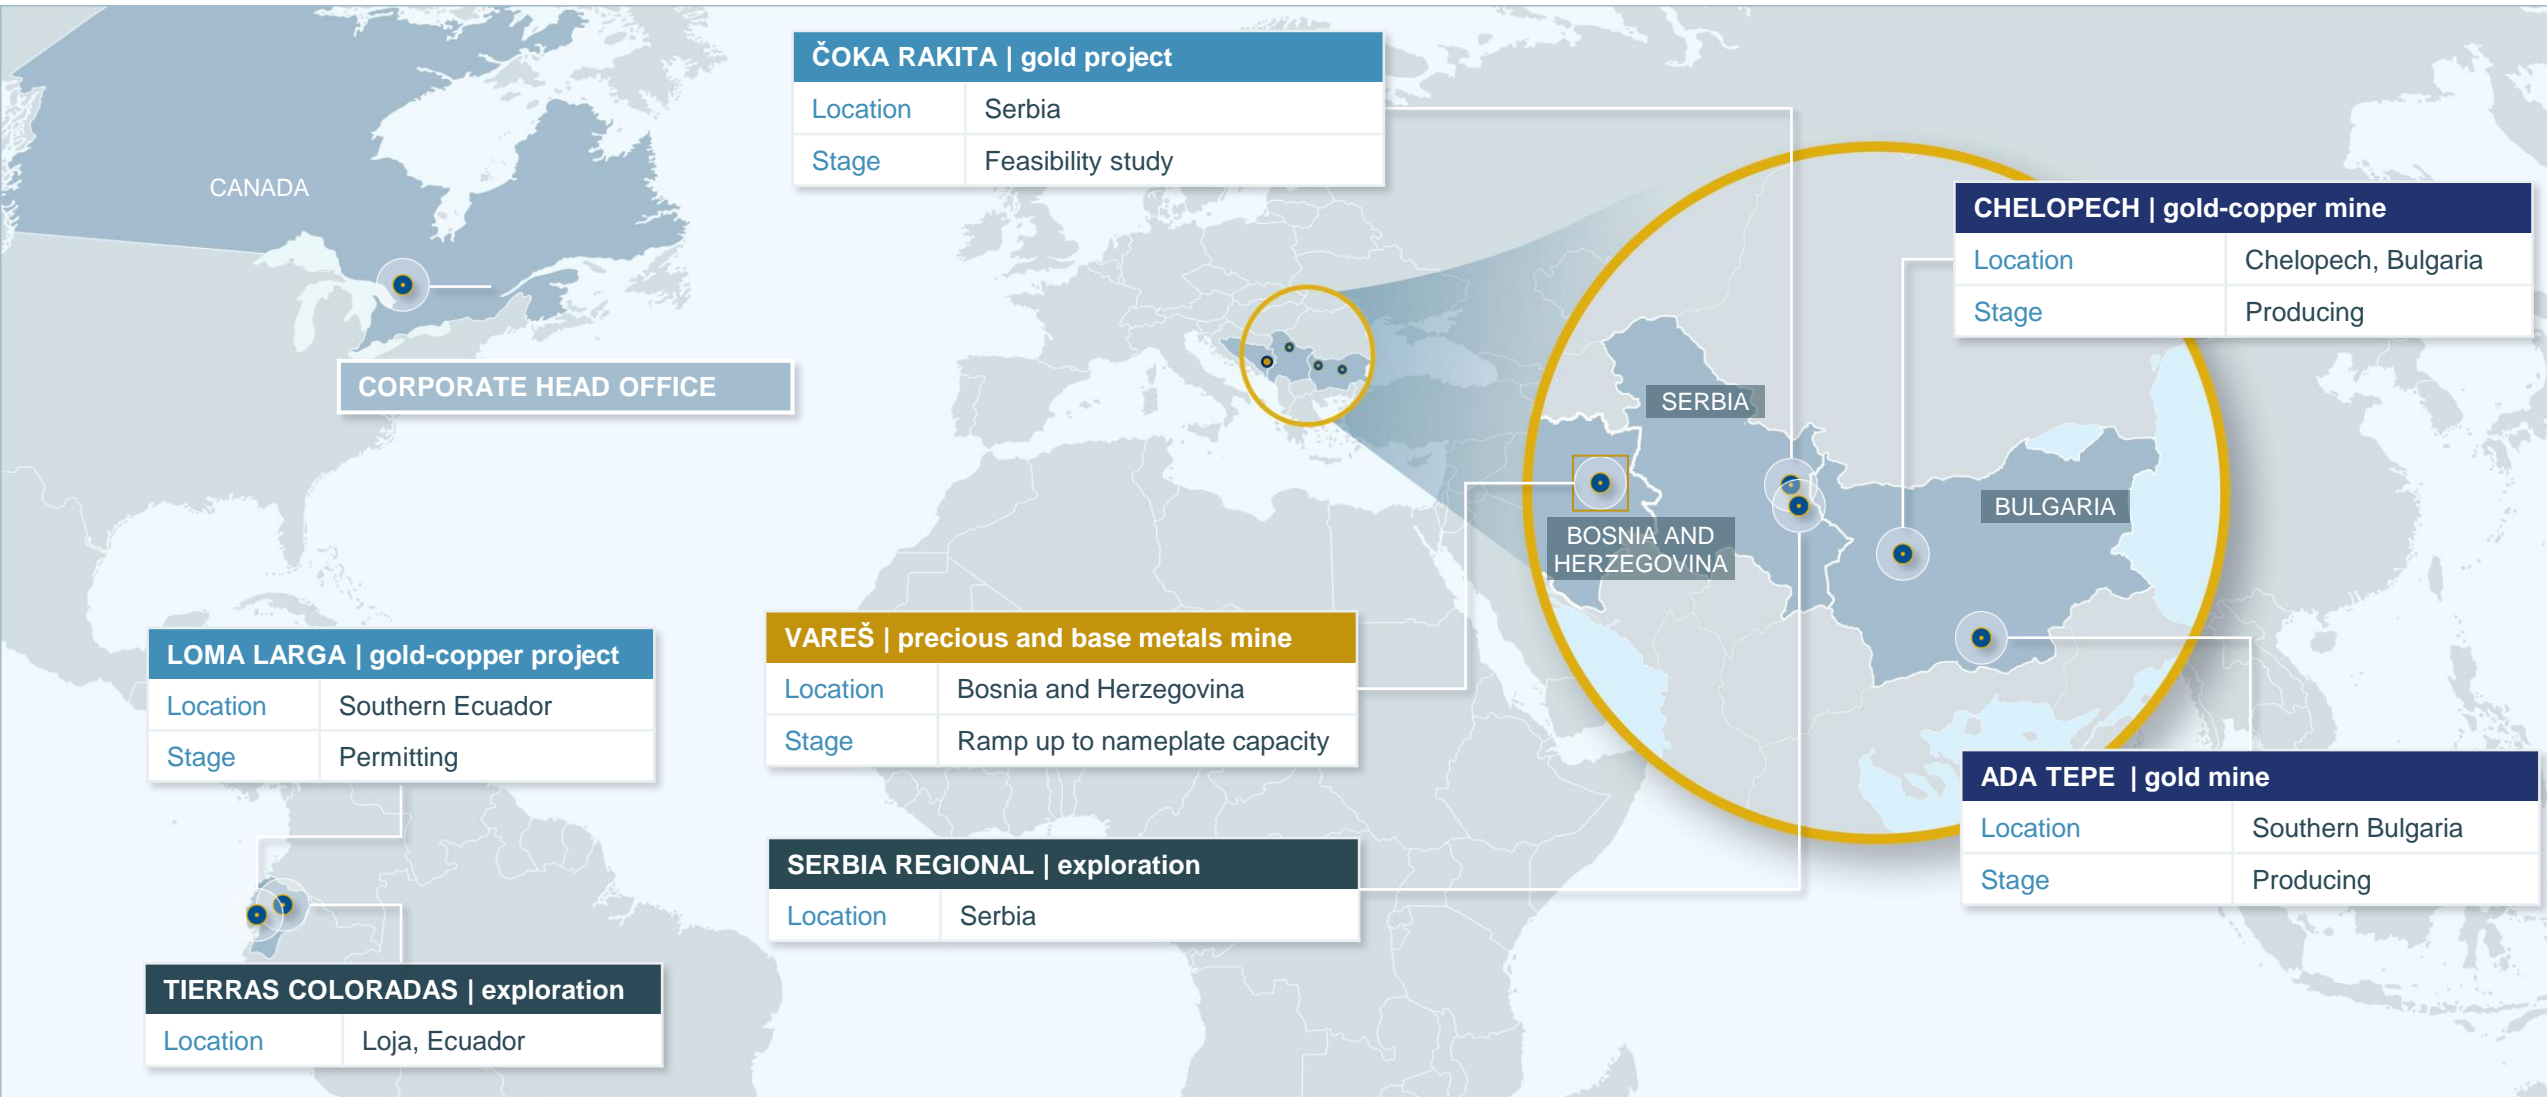 ČOKA RAKITA | gold project
Location Serbia
Stage Feasibility study
CANADA
CHELOPECH | gold-copper mine
Location Chelopech, Bulgaria
Stage Producing
CORPORATE HEAD OFFICE
SERBIA
BULGARIA
BOSNIA AND
HERZEGOVINA
LOMA LARGA | gold-copper project
Location Southern Ecuador
Stage Permitting
VAREŠ | precious and base metals mine
Location Bosnia and Herzegovina
Stage Ramp up to nameplate capacity
ADA TEPE | gold mine
Location Southern Bulgaria
Stage Producing
SERBIA REGIONAL | exploration
Location Serbia
TIERRAS COLORADAS | exploration
Location Loja, Ecuador